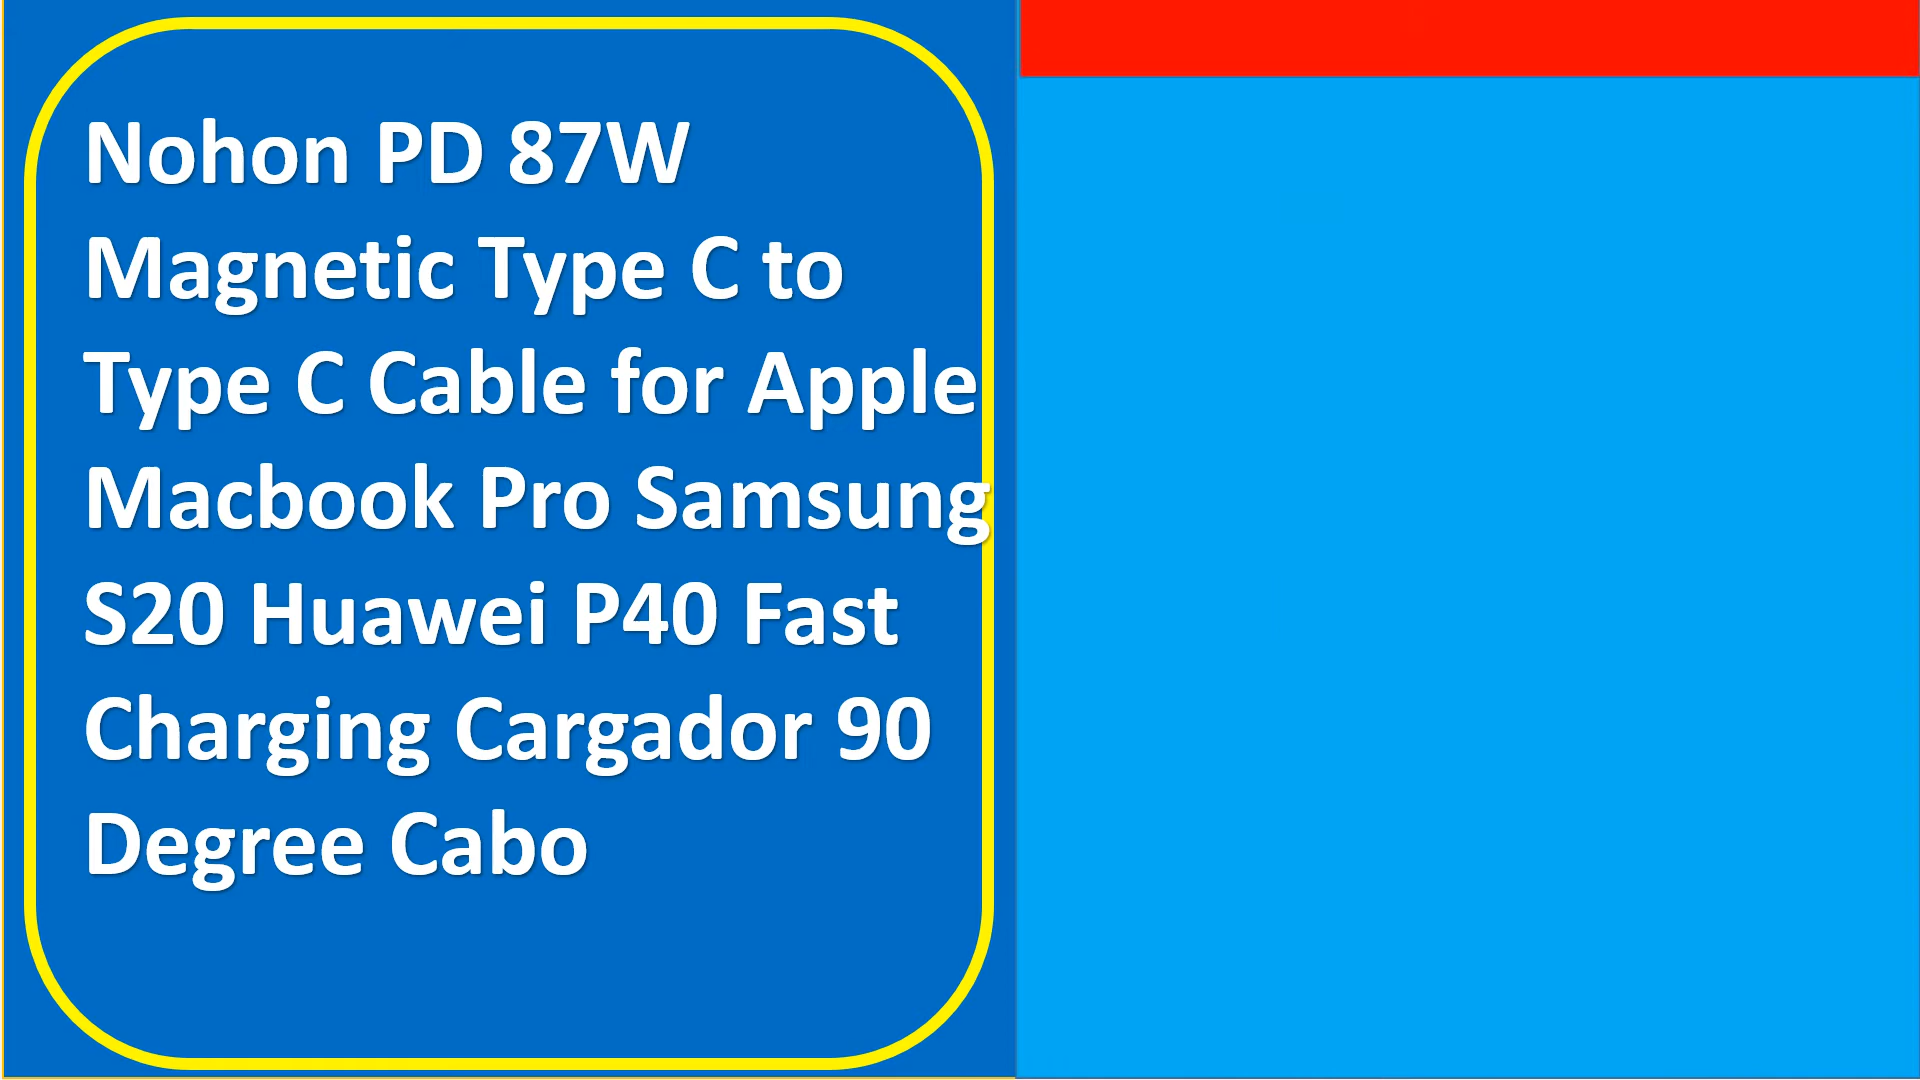 Nohon PD 87W
Magnetic Type C to
Type C Cable for Apple
Macbook Pro Samsung
S20 Huawei P40 Fast
Charging Cargador 90
Degree Cabo